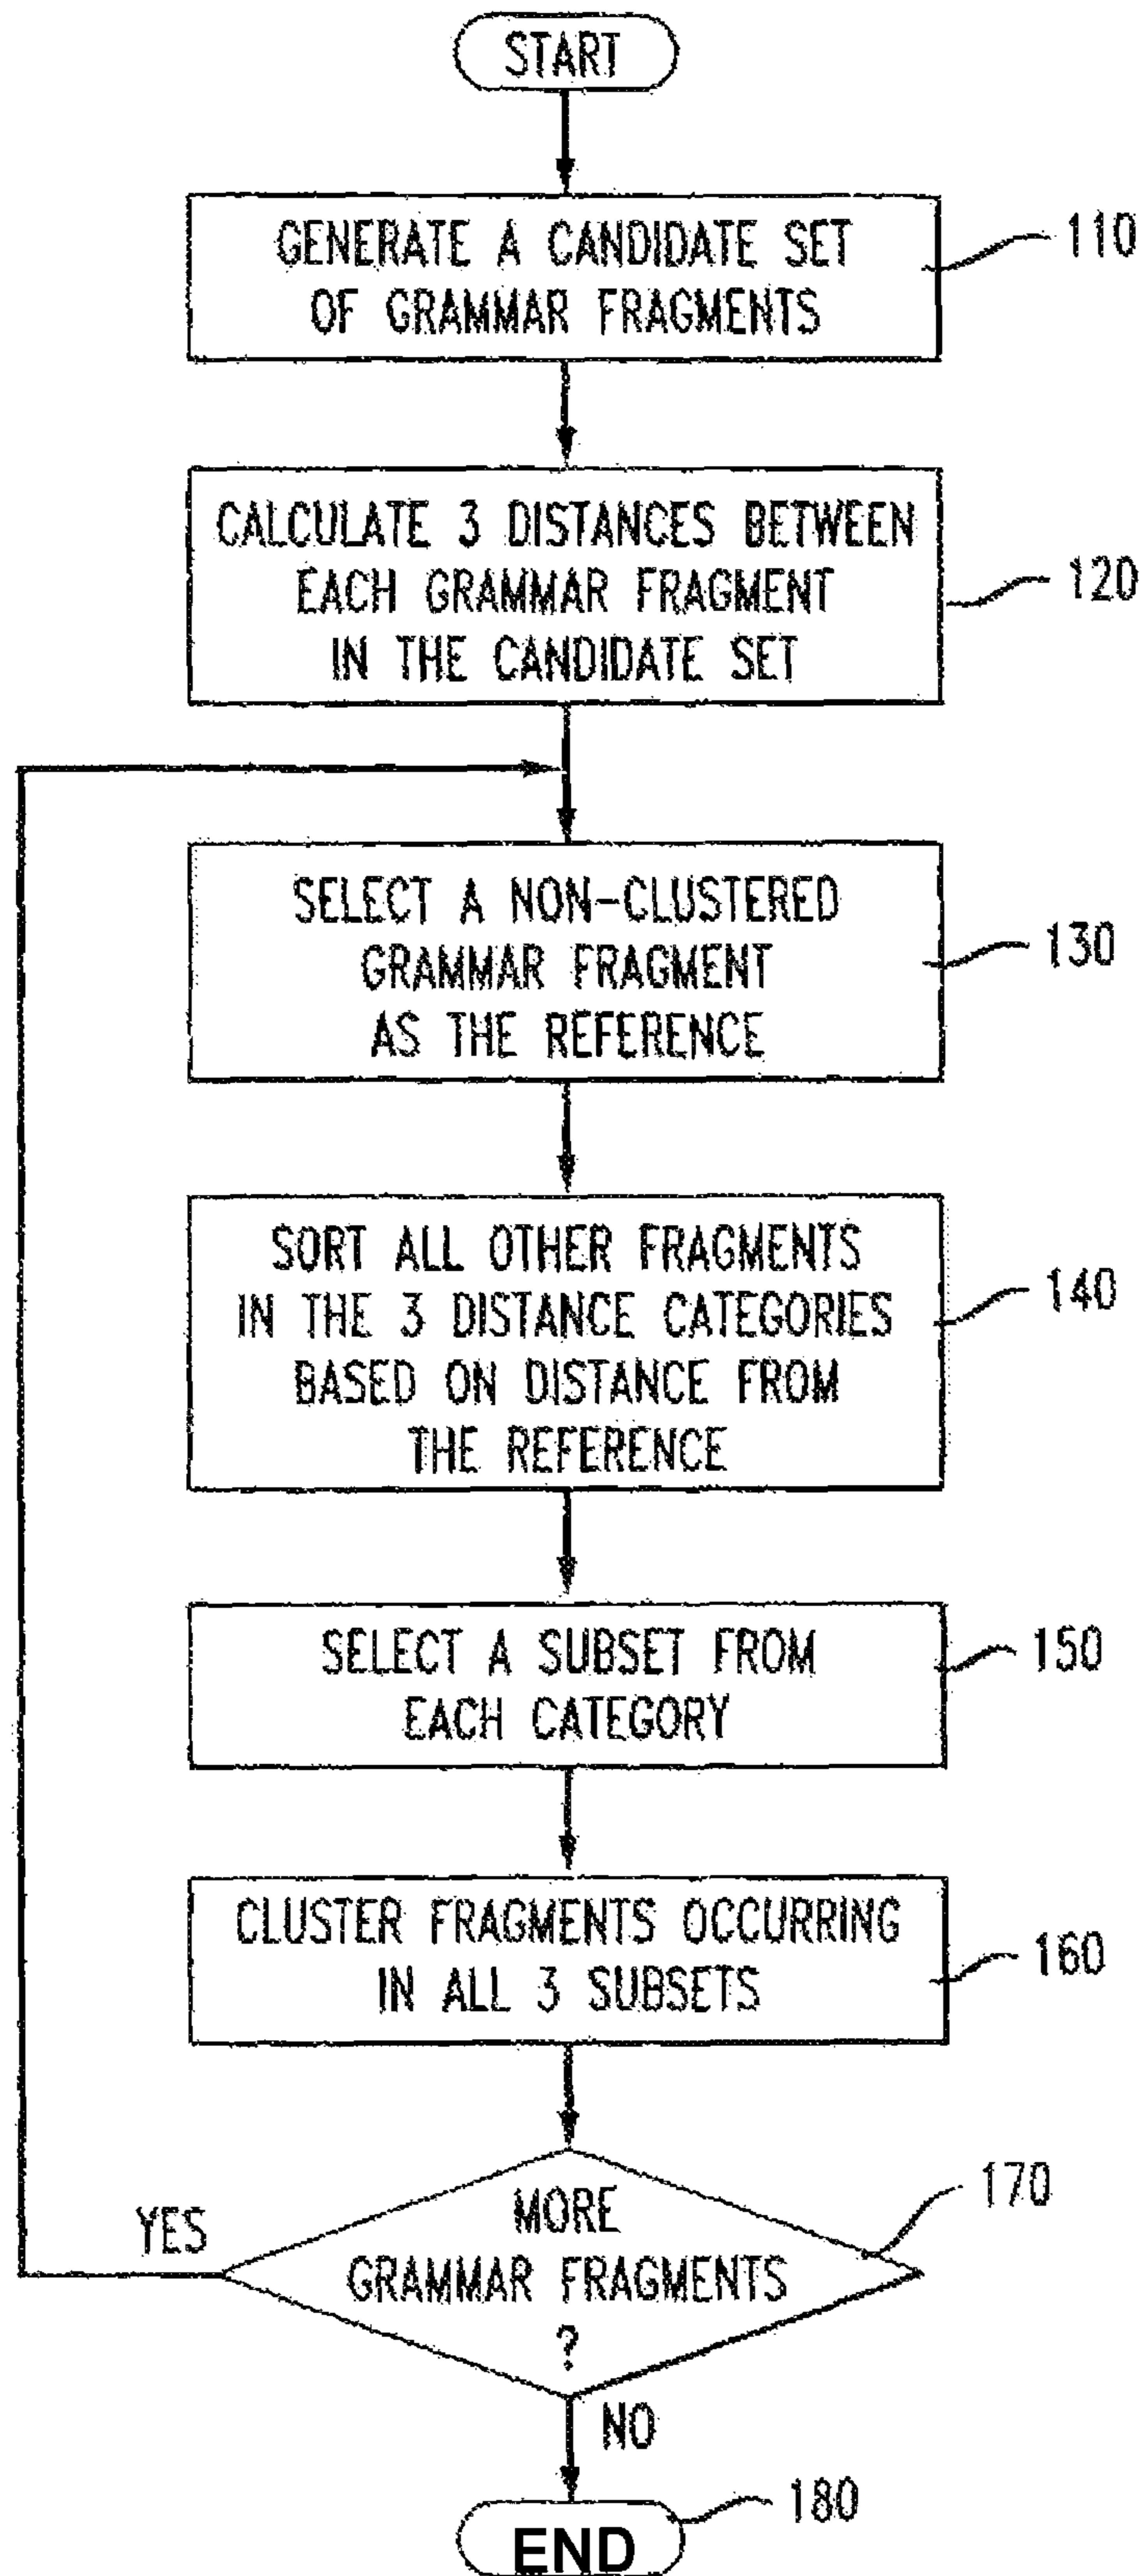 START
GENERATE A CANDIDATE SET
OF GRAMMAR FRAGMENTS
110
CALCULATE 3 DISTANCES BETWEEN
EACH GRAMMAR FRAGMENT
IN THE CANDIDATE SET
120
SELECT A NON-CLUSTERED
GRAMMAR FRAGMENT
AS THE REFERENCE
130
SORT ALL OTHER FRAGMENTS
IN THE 3 DISTANCE CATEGORIES
BASED ON DISTANCE FROM
THE REFERENCE
140
SELECT A SUBSET FROM
EACH CATEGORY
150
CLUSTER FRAGMENTS OCCURRING
IN ALL 3 SUBSETS
160
MORE
GRAMMAR FRAGMENTS
?
170
YES
NO
END
180